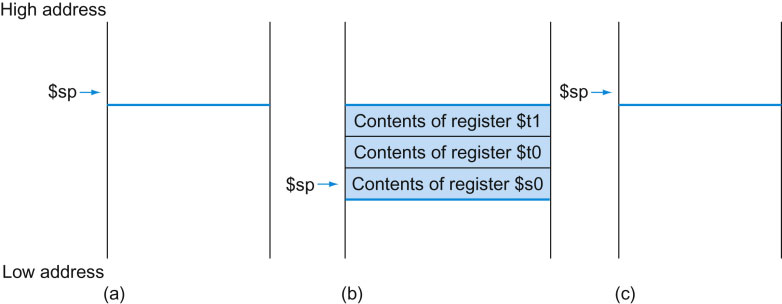 High address
$sp
$sp
Contents of register $t1
Contents of register $t0
$sp
Contents of register $s0
Low address
(a)
(b)
(c)